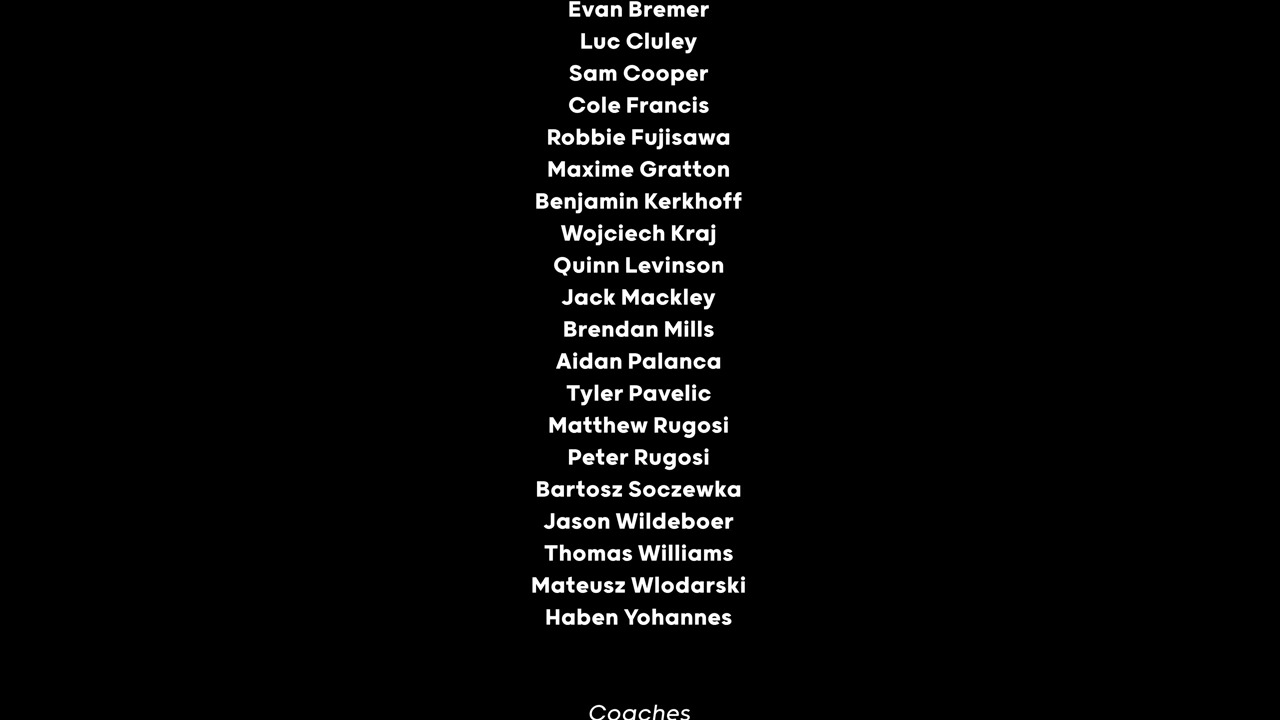 Evan Bremer
Luc Cluley
Sam Cooper
Cole Francis
Robbie Fujisawa
Maxime Gratton
Benjamin Kerkhoff
Wojciech Kraj
Quinn Levinson
Jack Mackley
Brendan Mills
Aidan Palanca
Tyler Pavelic
Matthew Rugosi
Peter Rugosi
Bartosz Soczewka
Jason Wildeboer
Thomas Williams
Mateusz Wlodarski
Haben Yohannes
Coaches